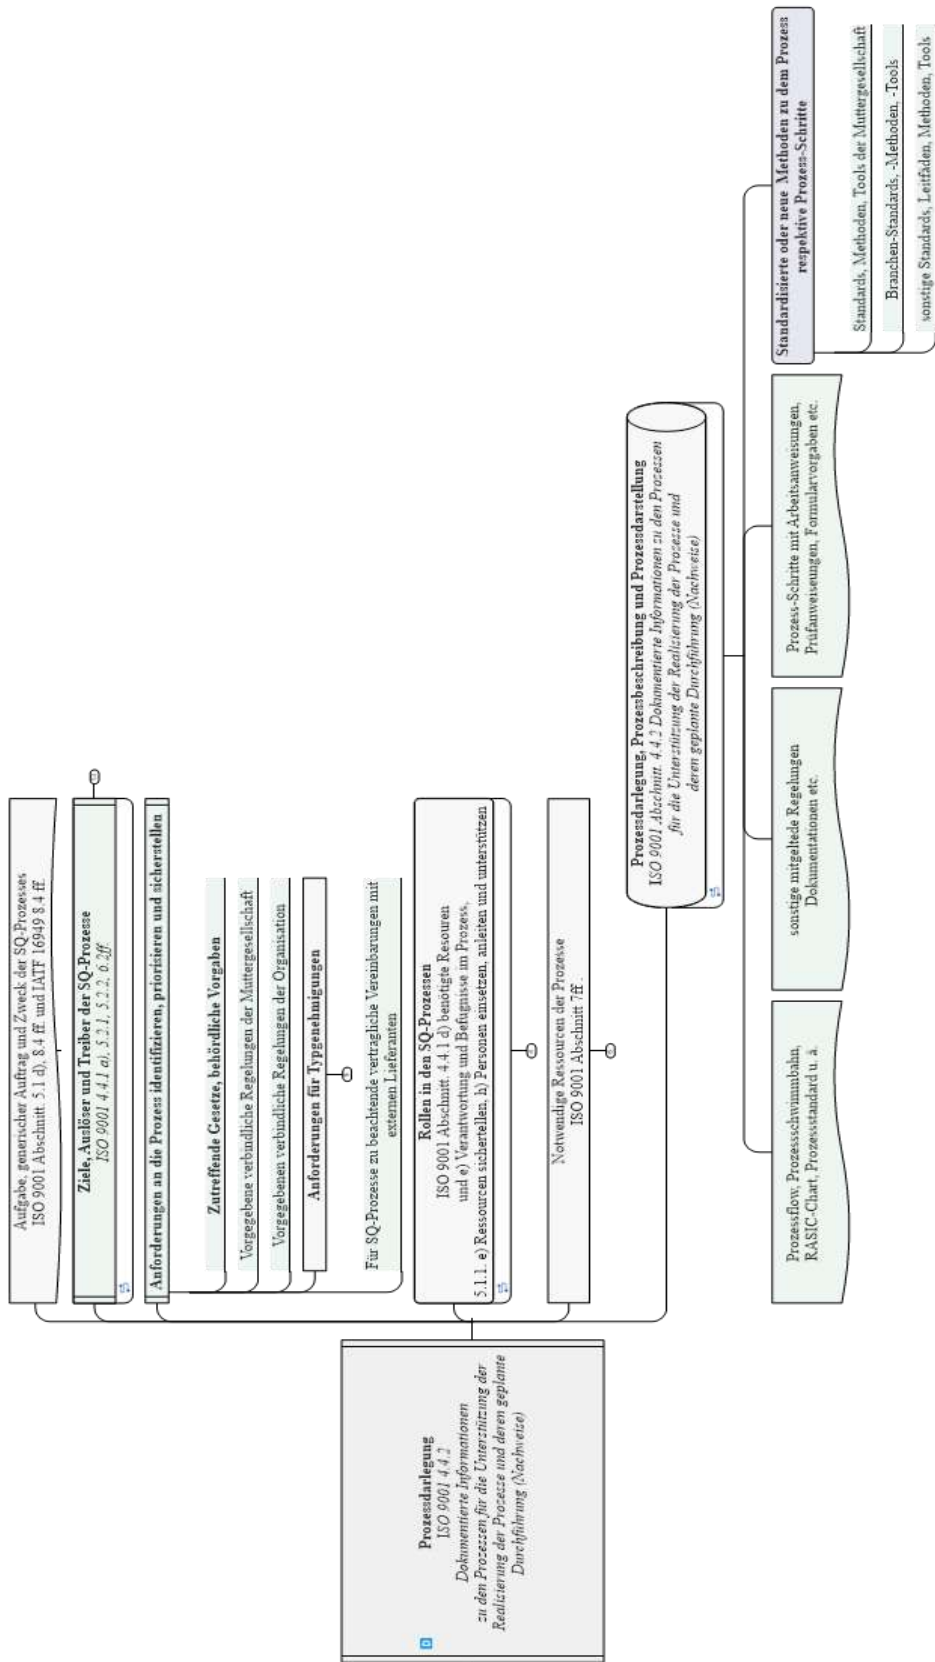 Prozessdarlegung
ISO 9001 4.4.2
Dokumentierte Informationen
zu den Prozessen für die Unterstützung der
Realisierung der Prozesse und deren geplante
Durchführung (Nachweise)
Aufgabe, generischer Auftrag und Zweck der SQ-Prozesses
ISO 9001 Abschnitt. 5.1 d), 8.4 ff. und IATF 16949 8.4 ff.
Ziele, Auslöser und Treiber der SQ-Prozesse
ISO 9001 4.4.1 a), 5.2.1, 5.2.2, 6.2ff
Anforderungen an die Prozess identifizieren, priorisieren und sicherstellen
Zutreffende Gesetze, behördliche Vorgaben
Vorgegebene verbindliche Regelungen der Muttergesellschaft
Vorgegebenen verbindliche Regelungen der Organisation
Anforderungen für Typgenehmigungen
Für SQ-Prozesse zu beachtende vertragliche Vereinbarungen mit
externen Lieferanten
Rollen in den SQ-Prozessen
ISO 9001 Abschnitt. 4.4.1 d) benötigte Resouren
und e) Verantwortung und Befugnisse im Prozess,
5.1.1. e) Ressourcen sichertellen, h) Personen einsetzen, anleiten und unterstützen
Notwendige Ressourcen der Prozesse
ISO 9001 Abschnitt 7ff.
Prozessdarlegung, Prozessbeschreibung und Prozessdarstellung
ISO 9001 Abschnitt. 4.4.2 Dokumentierte Informationen zu den Prozessen
für die Unterstützung der Realisierung der Prozesse und
deren geplante Durchführung (Nachweise)
Prozessflow, Prozessschwimmbahn,
RASIC-Chart, Prozessstandard u. ä.
sonstige mitgeltede Regelungen
Dokumentationen etc.
Prozess-Schritte mit Arbeitsanweisungen,
Prüfanweiseungen, Formularvorgaben etc.
Standardisierte oder neue Methoden zu dem Prozess
respektive Prozess-Schritte
Standards, Methoden, Tools der Muttergesellschaft
Branchen-Standards, -Methoden, -Tools
sonstige Standards, Leitfäden, Methoden, Tools
D